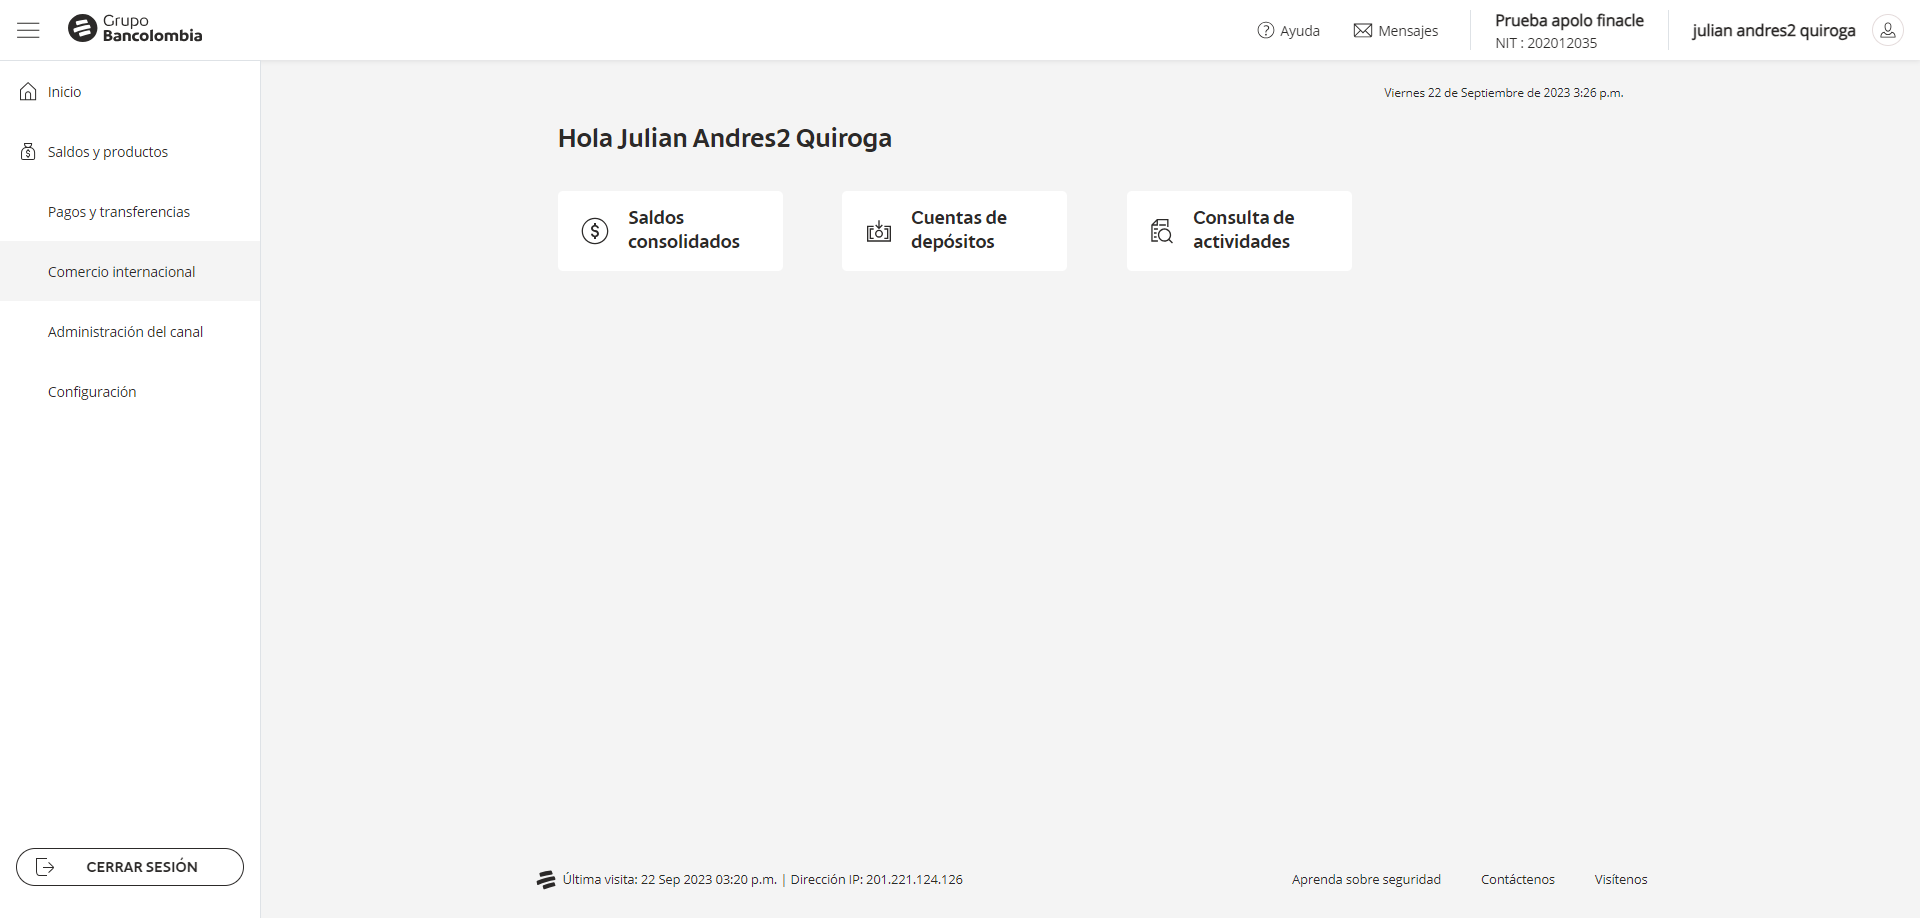 Grupo
Bancolombia
Ayuda
Mensajes
Prueba apolo finacle
NIT : 202012035
julian andres2 quiroga
Inicio
Saldos y productos
Pagos y transferencias
Comercio internacional
Administración del canal
Configuración
CERRAR SESIÓN
Viernes 22 de Septiembre de 2023 3:26 p.m.
Hola Julian Andres2 Quiroga
Saldos
consolidados
Cuentas de
depósitos
Consulta de
actividades
Última visita: 22 Sep 2023 03:20 p.m. | Dirección IP: 201.221.124.126
Aprenda sobre seguridad
Contáctenos
Visítenos